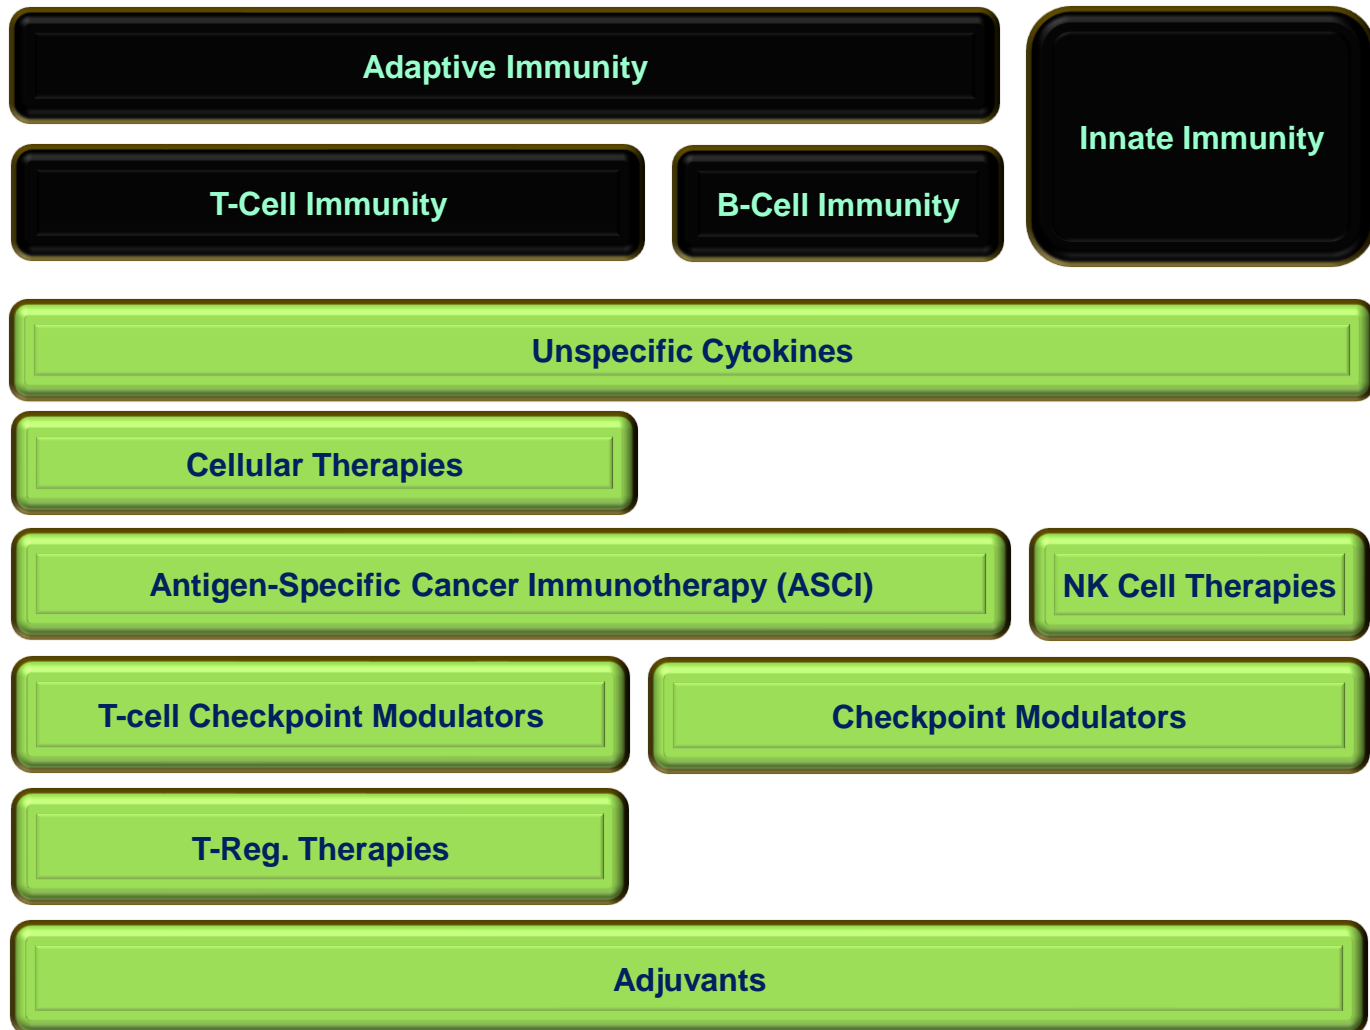 Adaptive Immunity
Innate Immunity
T-Cell Immunity
B-Cell Immunity
Unspecific Cytokines
Cellular Therapies
Antigen-Specific Cancer Immunotherapy (ASCI)
NK Cell Therapies
T-cell Checkpoint Modulators
Checkpoint Modulators
T-Reg. Therapies
Adjuvants